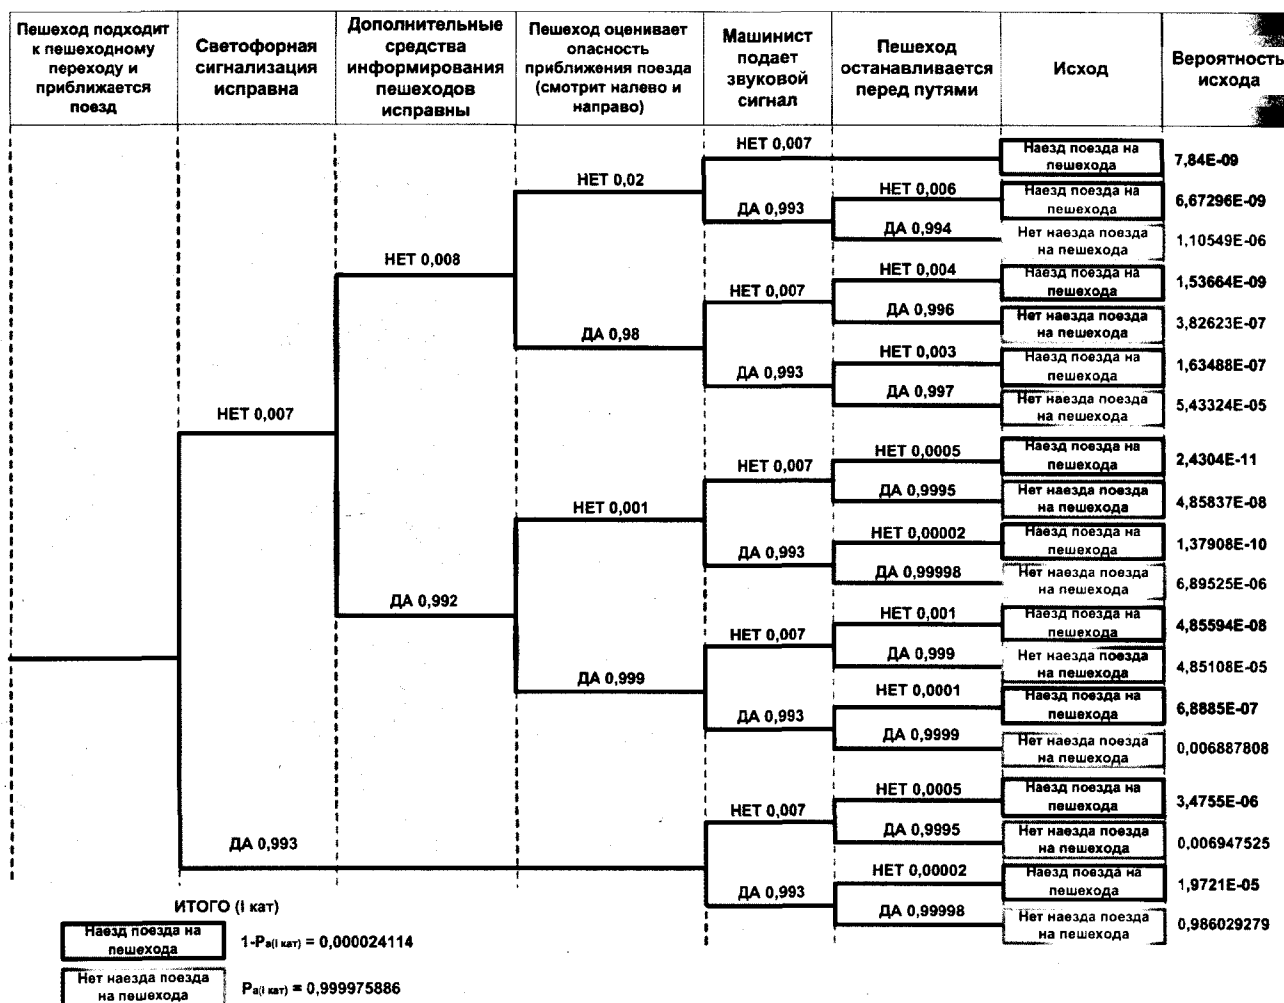 Пешеход подходит
к пешеходному
переходу и
приближается
поезд
Светофорная
сигнализация
исправна
Дополнительные
средства
информирования
пешеходов
исправны
Пешеход оценивает
опасность
приближения поезда
(смотрит налево и
направо)
Машинист
подает
звуковой
сигнал
Пешеход
останавливается
перед путями
Исход
Вероятность
исхода
НЕТ 0,007
Наезд поезда на
пешехода
7,84E-09
НЕТ 0,02
НЕТ 0,006
Наезд поезда на
пешехода
6,67296E-09
ДА 0,993
ДА 0,994
Нет наезда поезда
на пешехода
1,10549E-06
НЕТ 0,008
НЕТ 0,004
Наезд поезда на
пешехода
1,53664E-09
НЕТ 0,007
ДА 0,996
Нет наезда поезда
на пешехода
3,82623E-07
ДА 0,98
НЕТ 0,003
Наезд поезда на
пешехода
1,63488E-07
ДА 0,993
ДА 0,997
Нет наезда поезда
на пешехода
5,43324E-05
НЕТ 0,007
НЕТ 0,0005
Наезд поезда на
пешехода
2,4304E-11
НЕТ 0,007
ДА 0,9995
Нет наезда поезда
на пешехода
4,85837E-08
НЕТ 0,001
НЕТ 0,00002
Наезд поезда на
пешехода
1,37908E-10
ДА 0,993
ДА 0,99998
Нет наезда поезда
на пешехода
6,89525E-06
ДА 0,992
НЕТ 0,001
Наезд поезда на
пешехода
4,85594E-08
НЕТ 0,007
ДА 0,999
Нет наезда поезда
на пешехода
4,85108E-05
ДА 0,999
НЕТ 0,0001
Наезд поезда на
пешехода
6,8885E-07
ДА 0,993
ДА 0,9999
Нет наезда поезда
на пешехода
0,006887808
НЕТ 0,0005
Наезд поезда на
пешехода
3,4755E-06
НЕТ 0,007
ДА 0,9995
Нет наезда поезда
на пешехода
0,006947525
ДА 0,993
НЕТ 0,00002
Наезд поезда на
пешехода
1,9721E-05
ДА 0,993
ДА 0,99998
Нет наезда поезда
на пешехода
0,986029279
ИТОГО (I кат)
Наезд поезда на
пешехода
1-Pа(I кат) = 0,000024114
Нет наезда поезда
на пешехода
Pа(I кат) = 0,999975886